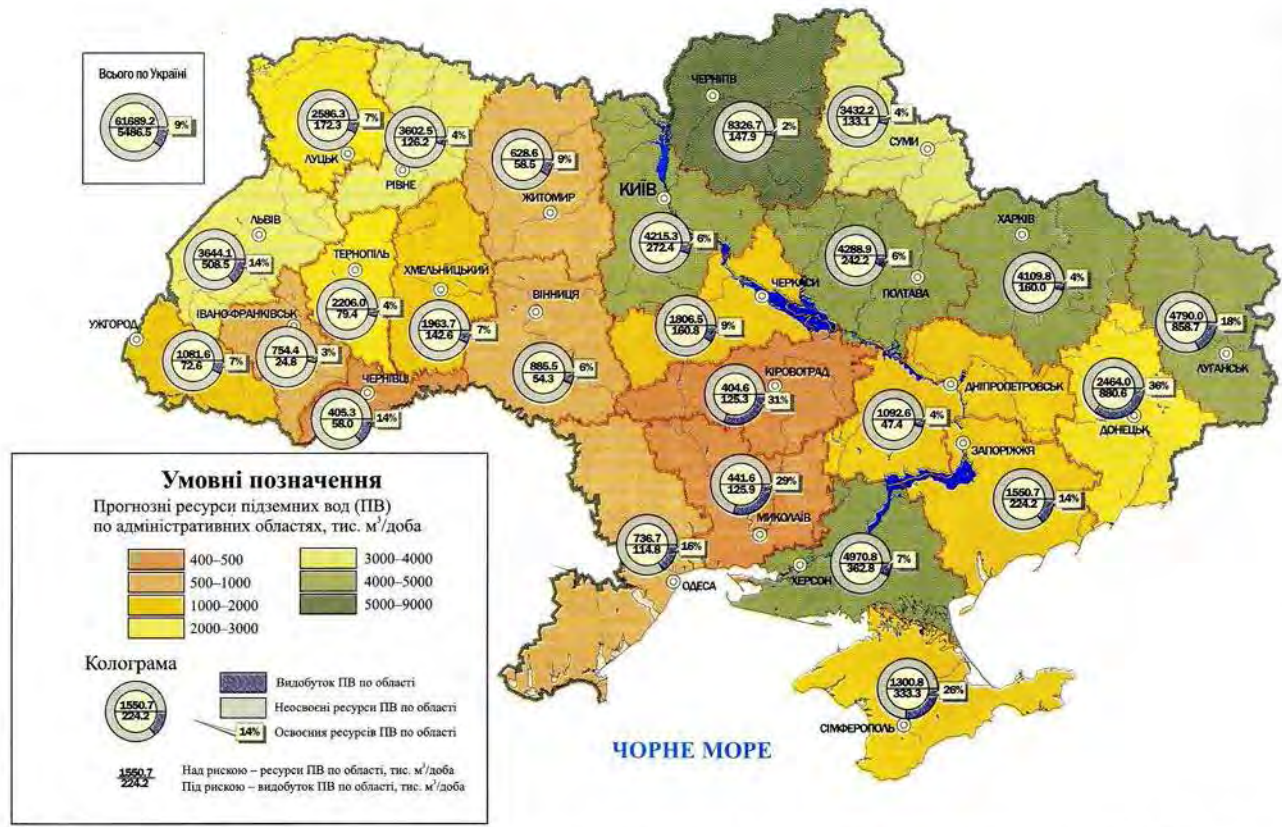 Всього по Україні
61689.2
5486.5
9%
2586.3
172.3
7%
ЛУЦЬК
3602.5
126.2
4%
РІВНЕ
628.6
58.5
9%
ЖИТОМИР
КИЇВ
4215.3
272.4
6%
ЧЕРНІГІВ
8326.7
147.9
2%
3432.2
133.1
4%
СУМИ
ЛЬВІВ
3644.1
508.5
14%
ТЕРНОПІЛЬ
2206.0
79.4
4%
ХМЕЛЬНИЦЬКИЙ
1963.7
142.6
7%
ВІННИЦЯ
885.5
54.3
6%
ЧЕРКАСИ
1806.5
160.8
9%
4288.9
242.2
6%
ПОЛТАВА
ХАРКІВ
4109.8
160.0
4%
4790.0
858.7
18%
ЛУГАНСЬК
УЖГОРОД
1081.6
72.6
7%
ІВАНО-ФРАНКІВСЬК
754.4
24.8
3%
ЧЕРНІВЦІ
405.3
58.0
14%
КІРОВОГРАД
404.6
125.3
31%
ДНІПРОПЕТРОВСЬК
1092.6
47.4
4%
2464.0
880.6
36%
ДОНЕЦЬК
ЗАПОРІЖЖЯ
1550.7
224.2
14%
441.6
125.9
29%
МИКОЛАЇВ
736.7
114.8
16%
ОДЕСА
ХЕРСОН
4970.8
362.8
7%
1300.8
333.3
26%
СІМФЕРОПОЛЬ
ЧОРНЕ МОРЕ
Умовні позначення
Прогнозні ресурси підземних вод (ПВ)
по адміністративних областях, тис. м³/доба
400–500
500–1000
1000–2000
2000–3000
3000–4000
4000–5000
5000–9000
Колограма
1550.7
224.2
Видобуток ПВ по області
Неосвоєні ресурси ПВ по області
14%
Освоєння ресурсів ПВ по області
1550.7
224.2
Над рискою – ресурси ПВ по області, тис. м³/доба
Під рискою – видобуток ПВ по області, тис. м³/доба